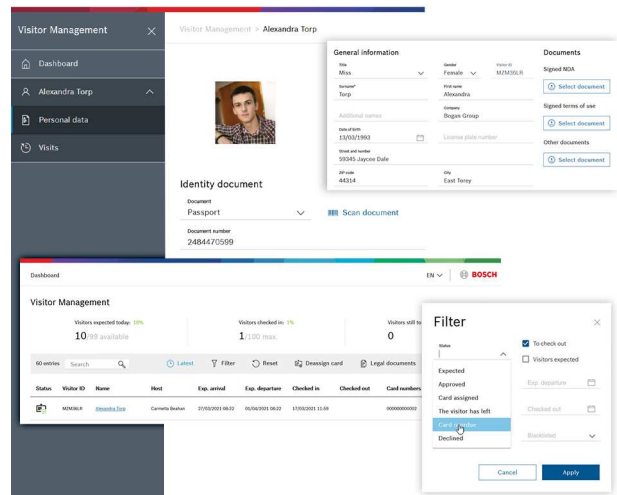 Visitor Management
Visitor Management > Alexandra Torp
Dashboard
Alexandra Torp
Personal data
Visits
General information
Title
Miss
Gender
Female
Visitor ID
MZM36LR
Surname*
Torp
First name
Alexandra
Additional names
Company
Bogan Group
Date of birth
13/03/1993
License plate number
Street and number
59345 Jaycee Dale
ZIP code
44314
City
East Torey
Documents
Signed NDA
Select document
Signed terms of use
Select document
Other documents
Select document
Identity document
Document
Passport
Scan document
Document number
2484470599
Dashboard
EN
BOSCH
Visitor Management
Visitors expected today: 10%
10/99 available
Visitors checked in: 1%
1/100 max.
Visitors still to
0
60 entries
Search
Latest
Filter
Reset
Deassign card
Legal documents
Status Visitor ID Name Host Exp. arrival Exp. departure Checked in Checked out Card numbers
MZM36LR Alexandra Torp Carmella Beahan 27/03/2021 08:22 01/04/2021 08:22 17/03/2021 11:59 000000000002
Filter
Status
Expected
Approved
Card assigned
The visitor has left
Declined
To check out
Visitors expected
Exp. departure
Checked out
Blacklisted
Cancel
Apply